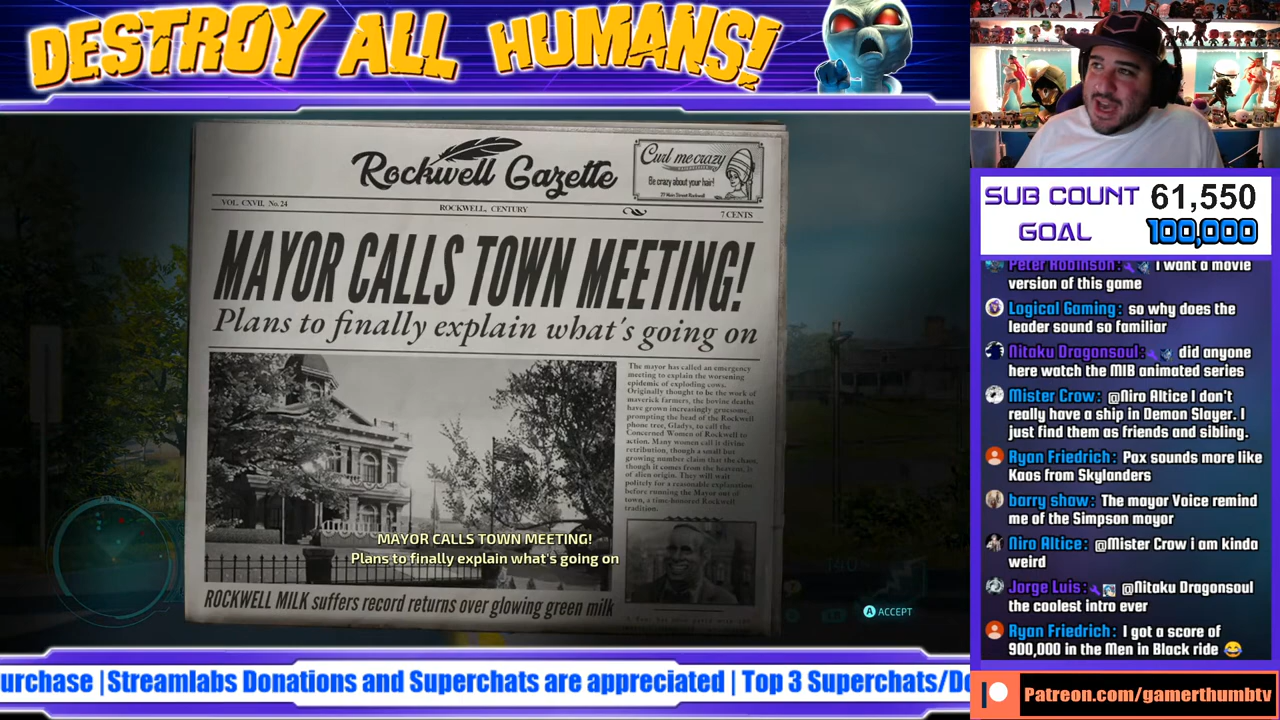 DESTROY ALL HUMANS!
Rockwell Gazette
Curl me crazy
Be crazy about your hair!
VOL. CXVII, No. 24
ROCKWELL, CENTURY
7 CENTS
MAYOR CALLS TOWN MEETING!
Plans to finally explain what's going on
The mayor has called an emergency
meeting to explain the worsening
epidemic of exploding cows.
Originally thought to be the work of
maverick farmers, the bovine deaths
have grown increasingly gruesome,
prompting the head of the Rockwell
phone tree, Gladys, to call the
Concerned Women of Rockwell to
action. Many women call it divine
retribution, though a small but
growing number claim that the chaos,
though it comes from the heavens, is
of alien origin. They will wait
politely for a reasonable explanation
before running the Mayor out of
town, a time-honored Rockwell
tradition.
MAYOR CALLS TOWN MEETING!
Plans to finally explain what's going on
ROCKWELL MILK suffers record returns over glowing green milk
A ACCEPT
SUB COUNT 61,550
GOAL 100,000
Peter Robinson: I want a movie
version of this game
Logical Gaming: so why does the
leader sound so familiar
Nitaku Dragonsoul: did anyone
here watch the MIB animated series
Mister Crow: @Niro Altice I don't
really have a ship in Demon Slayer. I
just find them as friends and sibling.
Ryan Friedrich: Pox sounds more like
Kaos from Skylanders
barry shaw: The mayor Voice remind
me of the Simpson mayor
Niro Altice: @Mister Crow i am kinda
weird
Jorge Luis: @Nitaku Dragonsoul
the coolest intro ever
Ryan Friedrich: I got a score of
900,000 in the Men in Black ride 😂
urchase | Streamlabs Donations and Superchats are appreciated | Top 3 Superchats/Do
Patreon.com/gamerthumbtv